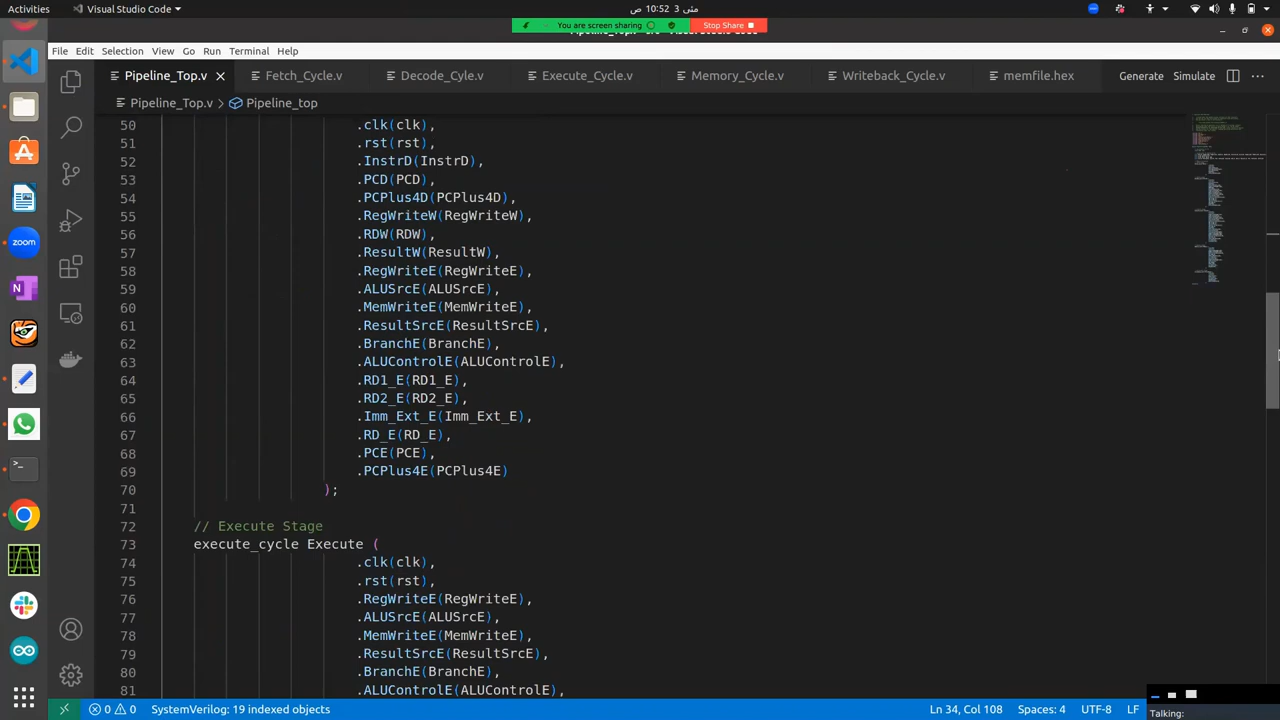 Activities
Visual Studio Code
مئی 3 10:52 ص
You are screen sharing
Stop Share
File Edit Selection View Go Run Terminal Help
Pipeline_Top.v Fetch_Cycle.v Decode_Cyle.v Execute_Cycle.v Memory_Cycle.v Writeback_Cycle.v memfile.hex Generate Simulate
Pipeline_Top.v > Pipeline_top
50 .clk(clk),
51 .rst(rst),
52 .InstrD(InstrD),
53 .PCD(PCD),
54 .PCPlus4D(PCPlus4D),
55 .RegWriteW(RegWriteW),
56 .RDW(RDW),
57 .ResultW(ResultW),
58 .RegWriteE(RegWriteE),
59 .ALUSrcE(ALUSrcE),
60 .MemWriteE(MemWriteE),
61 .ResultSrcE(ResultSrcE),
62 .BranchE(BranchE),
63 .ALUControlE(ALUControlE),
64 .RD1_E(RD1_E),
65 .RD2_E(RD2_E),
66 .Imm_Ext_E(Imm_Ext_E),
67 .RD_E(RD_E),
68 .PCE(PCE),
69 .PCPlus4E(PCPlus4E)
70 );
71
72 // Execute Stage
73 execute_cycle Execute (
74 .clk(clk),
75 .rst(rst),
76 .RegWriteE(RegWriteE),
77 .ALUSrcE(ALUSrcE),
78 .MemWriteE(MemWriteE),
79 .ResultSrcE(ResultSrcE),
80 .BranchE(BranchE),
81 .ALUControlE(ALUControlE),
zoom
0 0 SystemVerilog: 19 indexed objects Ln 34, Col 108 Spaces: 4 UTF-8 LF
Talking: